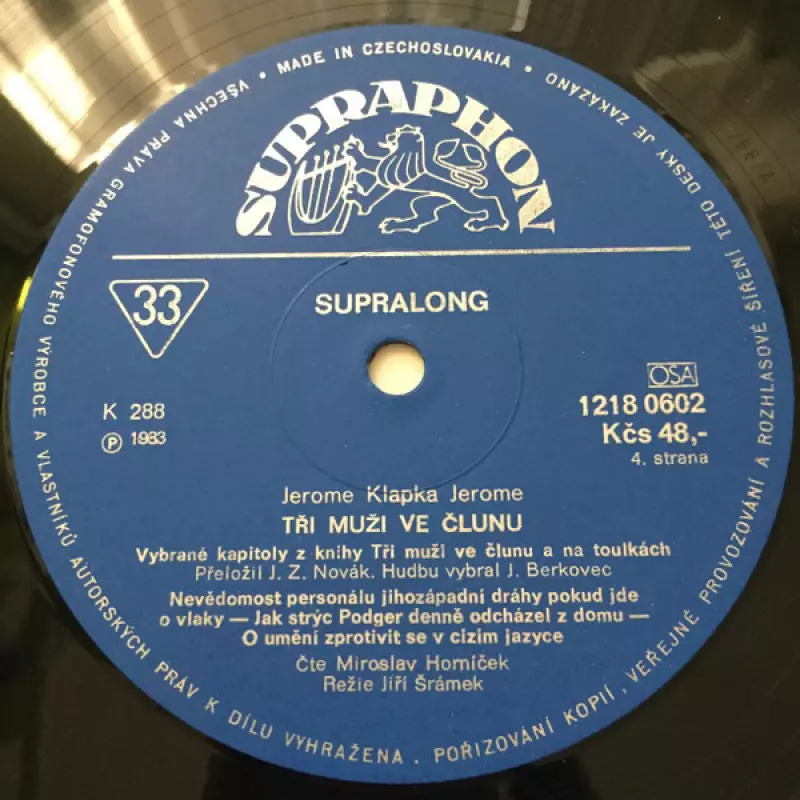 VŠECHNA PRÁVA GRAMOFONOVÉHO VÝROBCE A VLASTNÍKŮ AUTORSKÝCH PRÁV K DÍLU VYHRAŽENA. POŘIZOVÁNÍ KOPIÍ, VEŘEJNÉ PROVOZOVÁNÍ A ROZHLASOVÉ ŠÍŘENÍ TÉTO DESKY JE ZAKÁZÁNO
• MADE IN CZECHOSLOVAKIA •
SUPRAPHON
33
SUPRALONG
OSA
K 288
1218 0602
Ⓟ 1983
Kčs 48,-
4. strana
Jerome Klapka Jerome
TŘI MUŽI VE ČLUNU
Vybrané kapitoly z knihy Tři muži ve člunu a na toulkách
Přeložil J. Z. Novák. Hudbu vybral J. Berkovec
Nevědomost personálu jihozápadní dráhy pokud jde
o vlaky — Jak strýc Podger denně odcházel z domu —
O umění zprotivit se v cizím jazyce
Čte Miroslav Horníček
Režie Jiří Šrámek